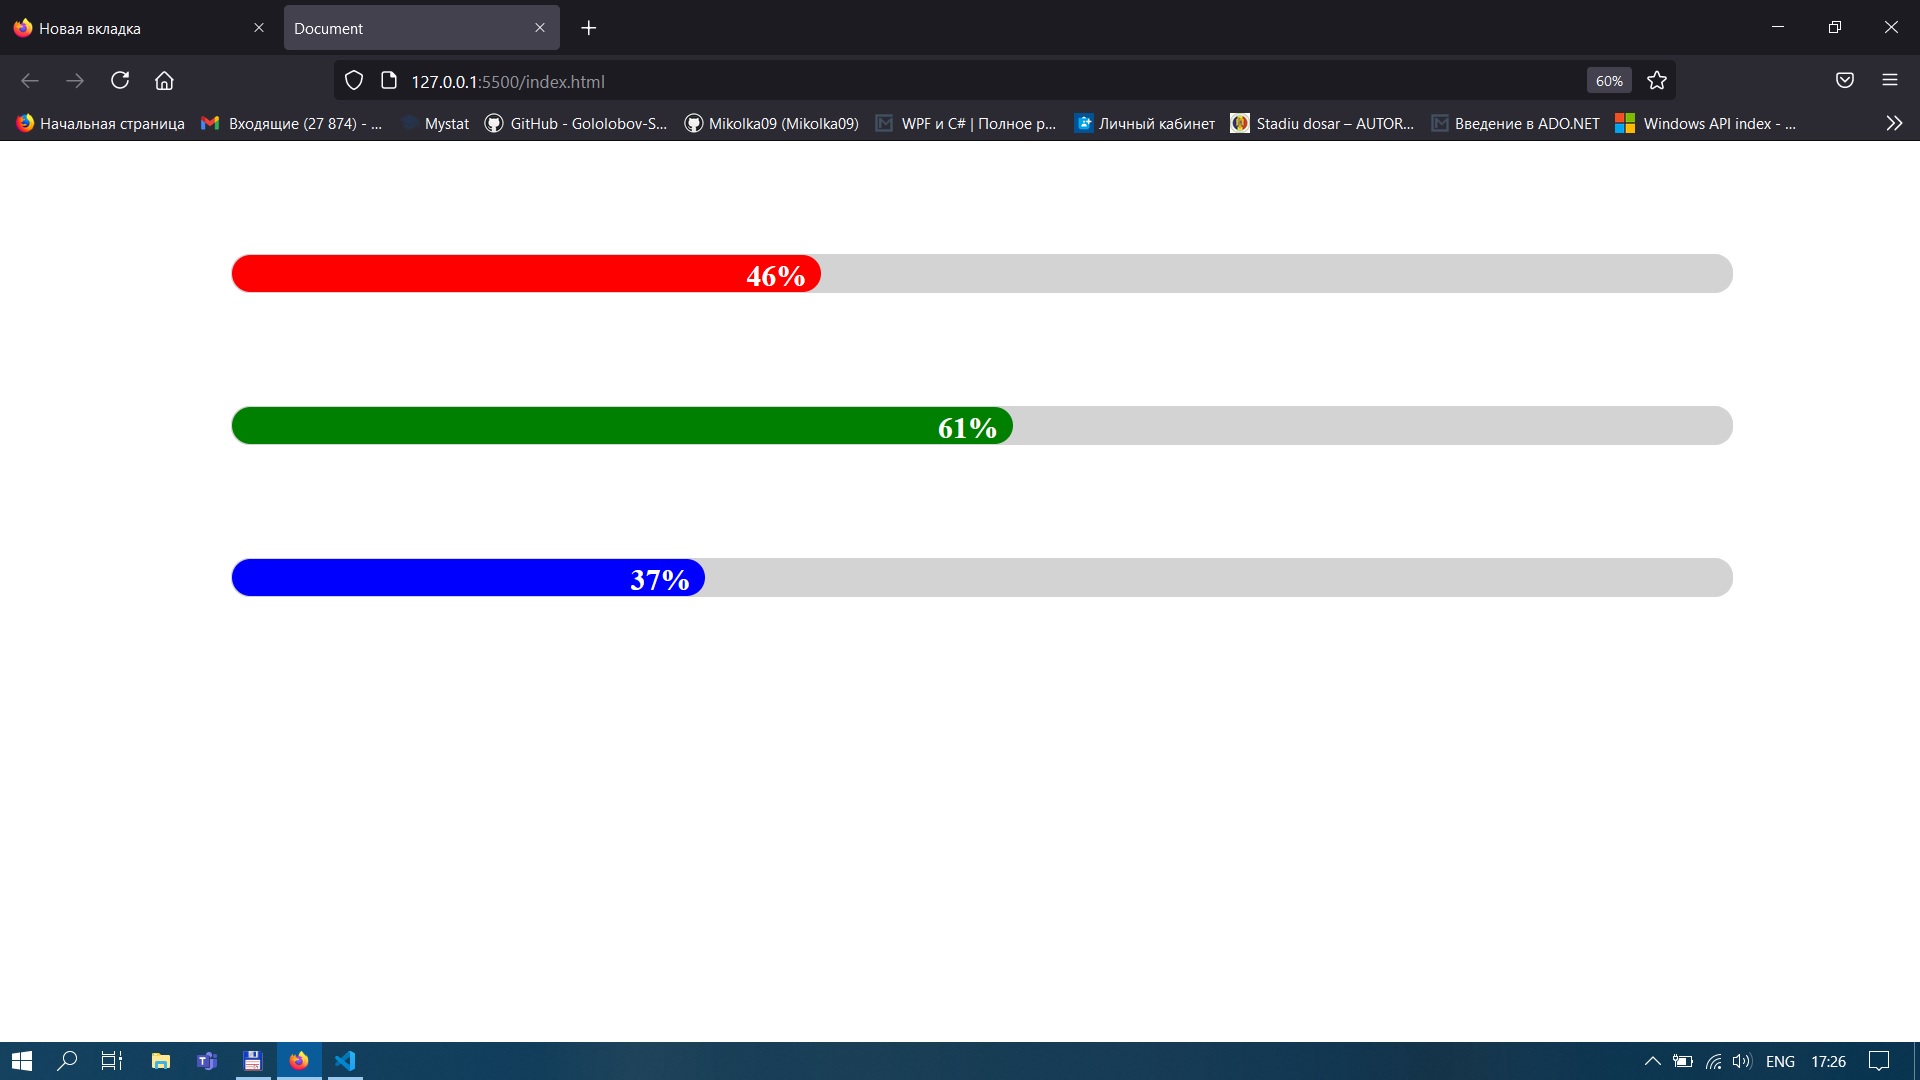 Новая вкладка
Document
127.0.0.1:5500/index.html
60%
Начальная страница
Входящие (27 874) - ...
Mystat
GitHub - Gololobov-S...
Mikolka09 (Mikolka09)
WPF и C# | Полное р...
Личный кабинет
Stadiu dosar – AUTOR...
Введение в ADO.NET
Windows API index - ...
46%
61%
37%
ENG
17:26